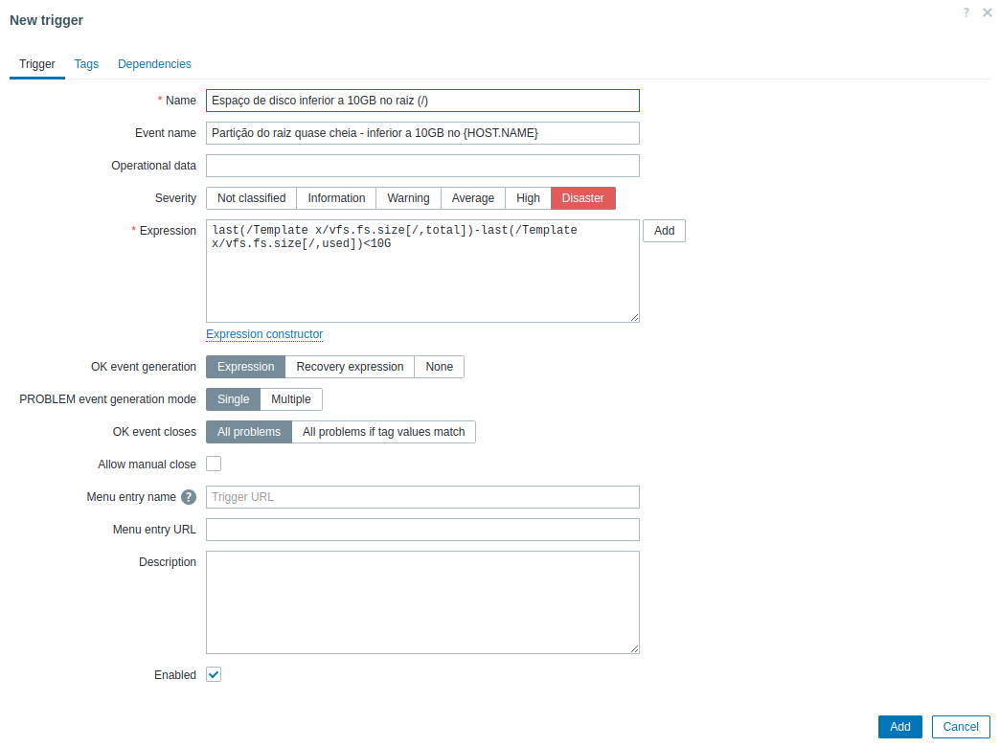 New trigger
?
Trigger Tags Dependencies
* Name Espaço de disco inferior a 10GB no raiz (/)
Event name Partição do raiz quase cheia - inferior a 10GB no {HOST.NAME}
Operational data
Severity Not classified Information Warning Average High Disaster
* Expression last(/Template x/vfs.fs.size[/,total])-last(/Template Add
x/vfs.fs.size[/,used])<10G
Expression constructor
OK event generation Expression Recovery expression None
PROBLEM event generation mode Single Multiple
OK event closes All problems All problems if tag values match
Allow manual close
Menu entry name ? Trigger URL
Menu entry URL
Description
Enabled
Add Cancel